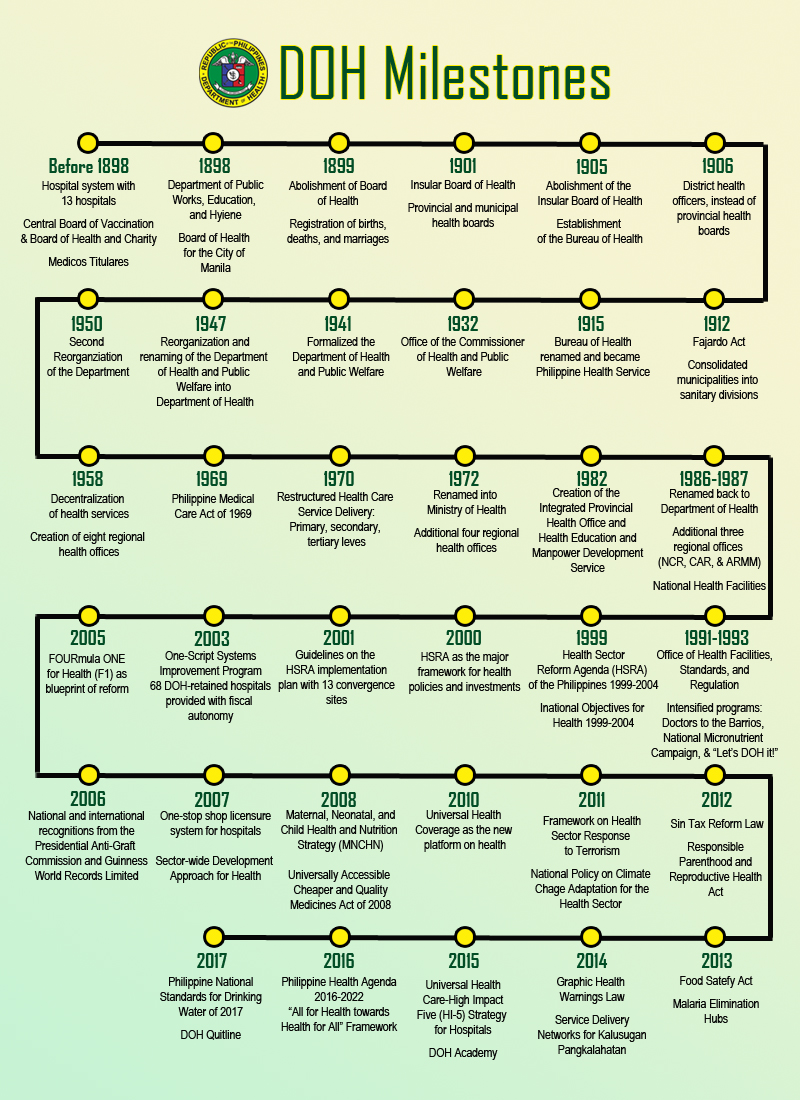 REPUBLIC OF THE PHILIPPINES
DEPARTMENT OF HEALTH
DOH Milestones
Before 1898
Hospital system with
13 hospitals
Central Board of Vaccination
& Board of Health and Charity
Medicos Titulares
1898
Department of Public
Works, Education,
and Hyiene
Board of Health
for the City of
Manila
1899
Abolishment of Board
of Health
Registration of births,
deaths, and marriages
1901
Insular Board of Health
Provincial and municipal
health boards
1905
Abolishment of the
Insular Board of Health
Establishment
of the Bureau of Health
1906
District health
officers, instead of
provincial health
boards
1912
Fajardo Act
Consolidated
municipalities into
sanitary divisions
1915
Bureau of Health
renamed and became
Philippine Health Service
1932
Office of the Commissioner
of Health and Public
Welfare
1941
Formalized the
Department of Health
and Public Welfare
1947
Reorganization and
renaming of the Department
of Health and Public
Welfare into
Department of Health
1950
Second
Reorganziation
of the Department
1958
Decentralization
of health services
Creation of eight regional
health offices
1969
Philippine Medical
Care Act of 1969
1970
Restructured Health Care
Service Delivery:
Primary, secondary,
tertiary leves
1972
Renamed into
Ministry of Health
Additional four regional
health offices
1982
Creation of the
Integrated Provincial
Health Office and
Health Education and
Manpower Development
Service
1986-1987
Renamed back to
Department of Health
Additional three
regional offices
(NCR, CAR, & ARMM)
National Health Facilities
1991-1993
Office of Health Facilities,
Standards, and
Regulation
Intensified programs:
Doctors to the Barrios,
National Micronutrient
Campaign, & “Let’s DOH it!”
1999
Health Sector
Reform Agenda (HSRA)
of the Philippines 1999-2004
Inational Objectives for
Health 1999-2004
2000
HSRA as the major
framework for health
policies and investments
2001
Guidelines on the
HSRA implementation
plan with 13 convergence
sites
2003
One-Script Systems
Improvement Program
68 DOH-retained hospitals
provided with fiscal
autonomy
2005
FOURmula ONE
for Health (F1) as
blueprint of reform
2006
National and international
recognitions from the
Presidential Anti-Graft
Commission and Guinness
World Records Limited
2007
One-stop shop licensure
system for hospitals
Sector-wide Development
Approach for Health
2008
Maternal, Neonatal, and
Child Health and Nutrition
Strategy (MNCHN)
Universally Accessible
Cheaper and Quality
Medicines Act of 2008
2010
Universal Health
Coverage as the new
platform on health
2011
Framework on Health
Sector Response
to Terrorism
National Policy on Climate
Chage Adaptation for the
Health Sector
2012
Sin Tax Reform Law
Responsible
Parenthood and
Reproductive Health
Act
2013
Food Satefy Act
Malaria Elimination
Hubs
2014
Graphic Health
Warnings Law
Service Delivery
Networks for Kalusugan
Pangkalahatan
2015
Universal Health
Care-High Impact
Five (HI-5) Strategy
for Hospitals
DOH Academy
2016
Philippine Health Agenda
2016-2022
“All for Health towards
Health for All” Framework
2017
Philippine National
Standards for Drinking
Water of 2017
DOH Quitline